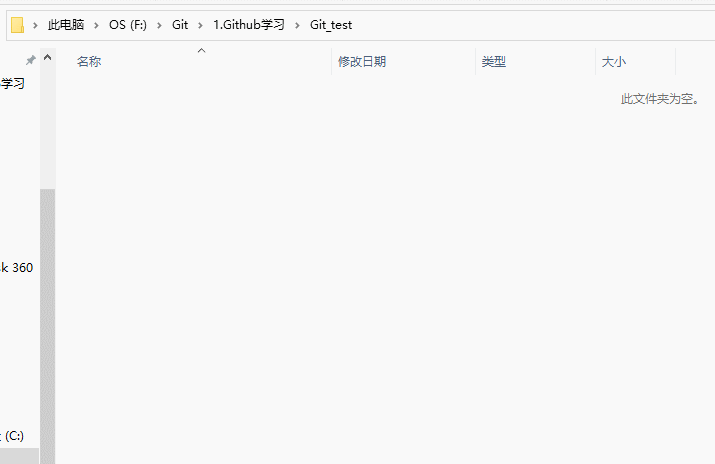 此电脑 > OS (F:) > Git > 1.Github学习 > Git_test
名称 修改日期 类型 大小
学习
此文件夹为空。
sk 360
(C:)